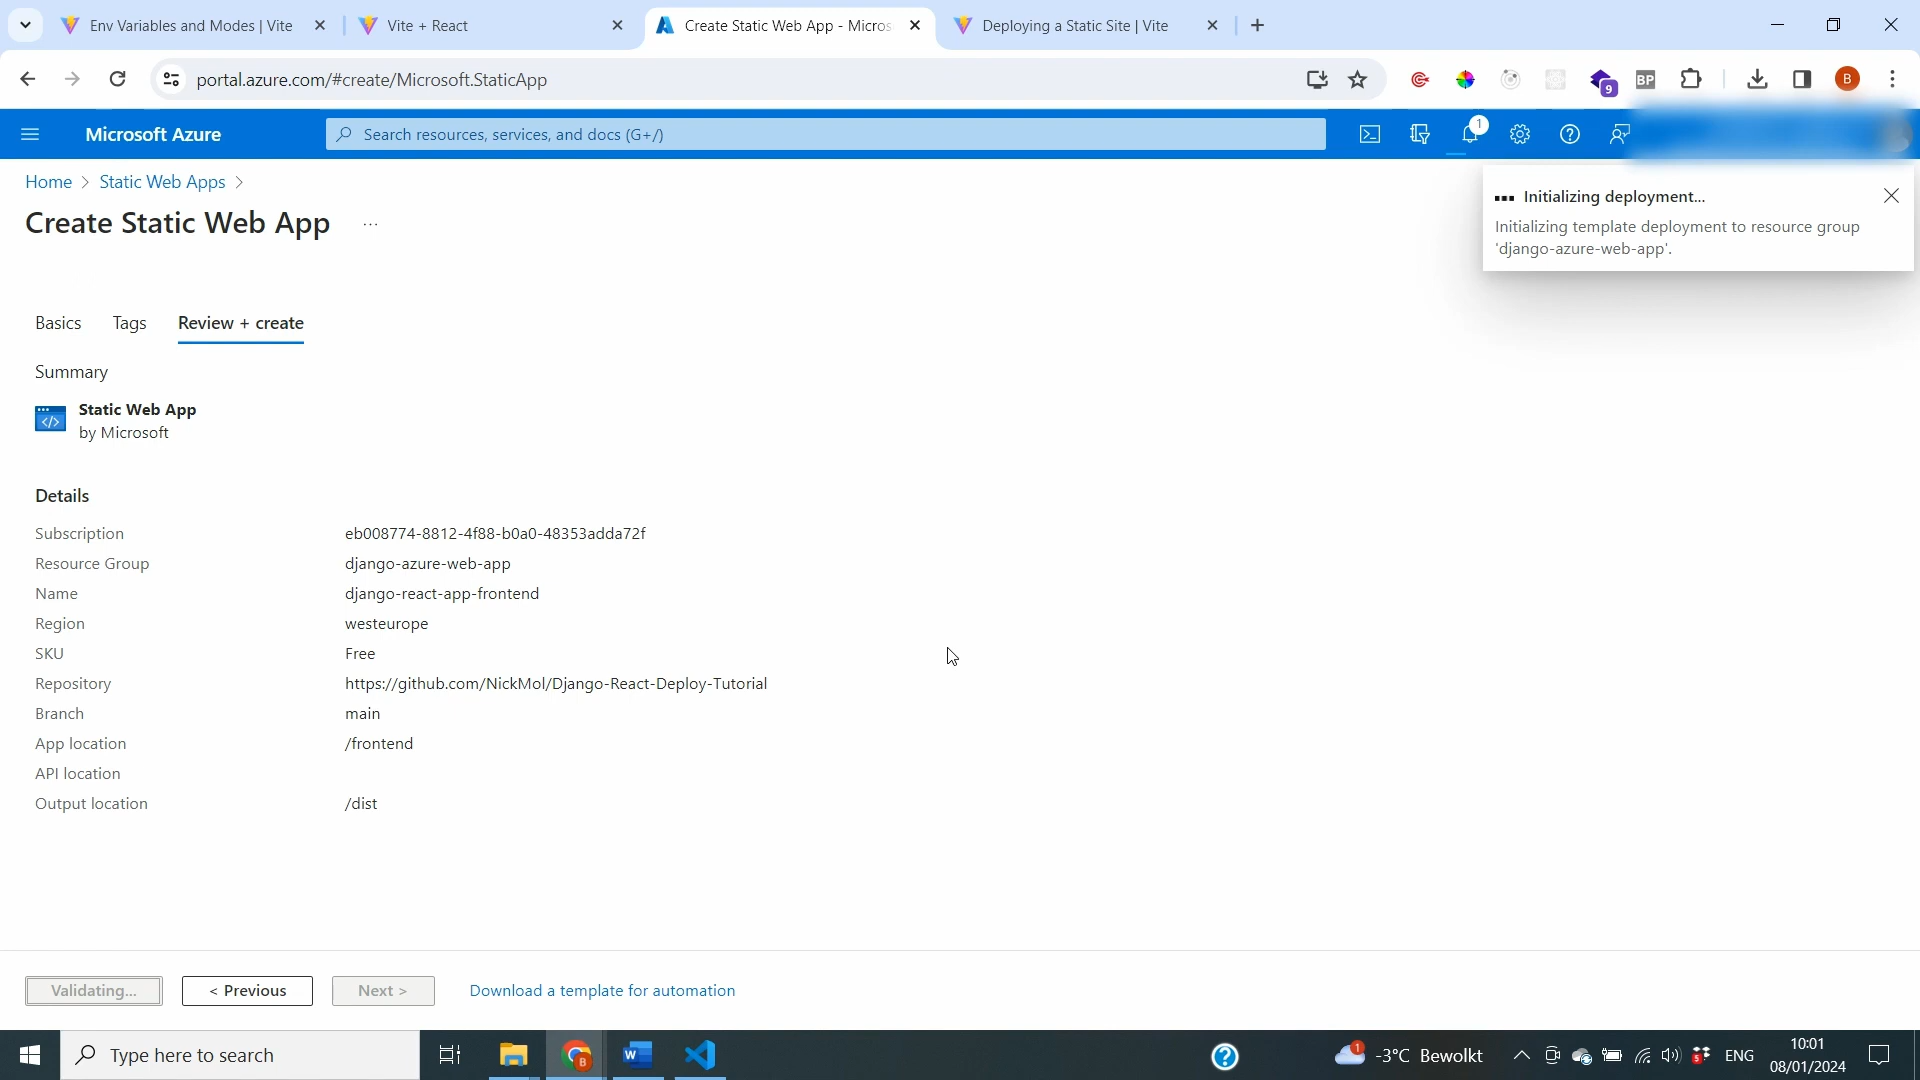 Env Variables and Modes | Vite
Vite + React
Create Static Web App - Micros
Deploying a Static Site | Vite
portal.azure.com/#create/Microsoft.StaticApp
9
BP
B
Microsoft Azure
Search resources, services, and docs (G+/)
1
Home > Static Web Apps >
Initializing deployment...
Initializing template deployment to resource group
'django-azure-web-app'.
Create Static Web App ...
Basics
Tags
Review + create
Summary
Static Web App
by Microsoft
Details
Subscription eb008774-8812-4f88-b0a0-48353adda72f
Resource Group django-azure-web-app
Name django-react-app-frontend
Region westeurope
SKU Free
Repository https://github.com/NickMol/Django-React-Deploy-Tutorial
Branch main
App location /frontend
API location
Output location /dist
Validating...
< Previous
Next >
Download a template for automation
Type here to search
1
-3°C Bewolkt
ENG
10:01
08/01/2024